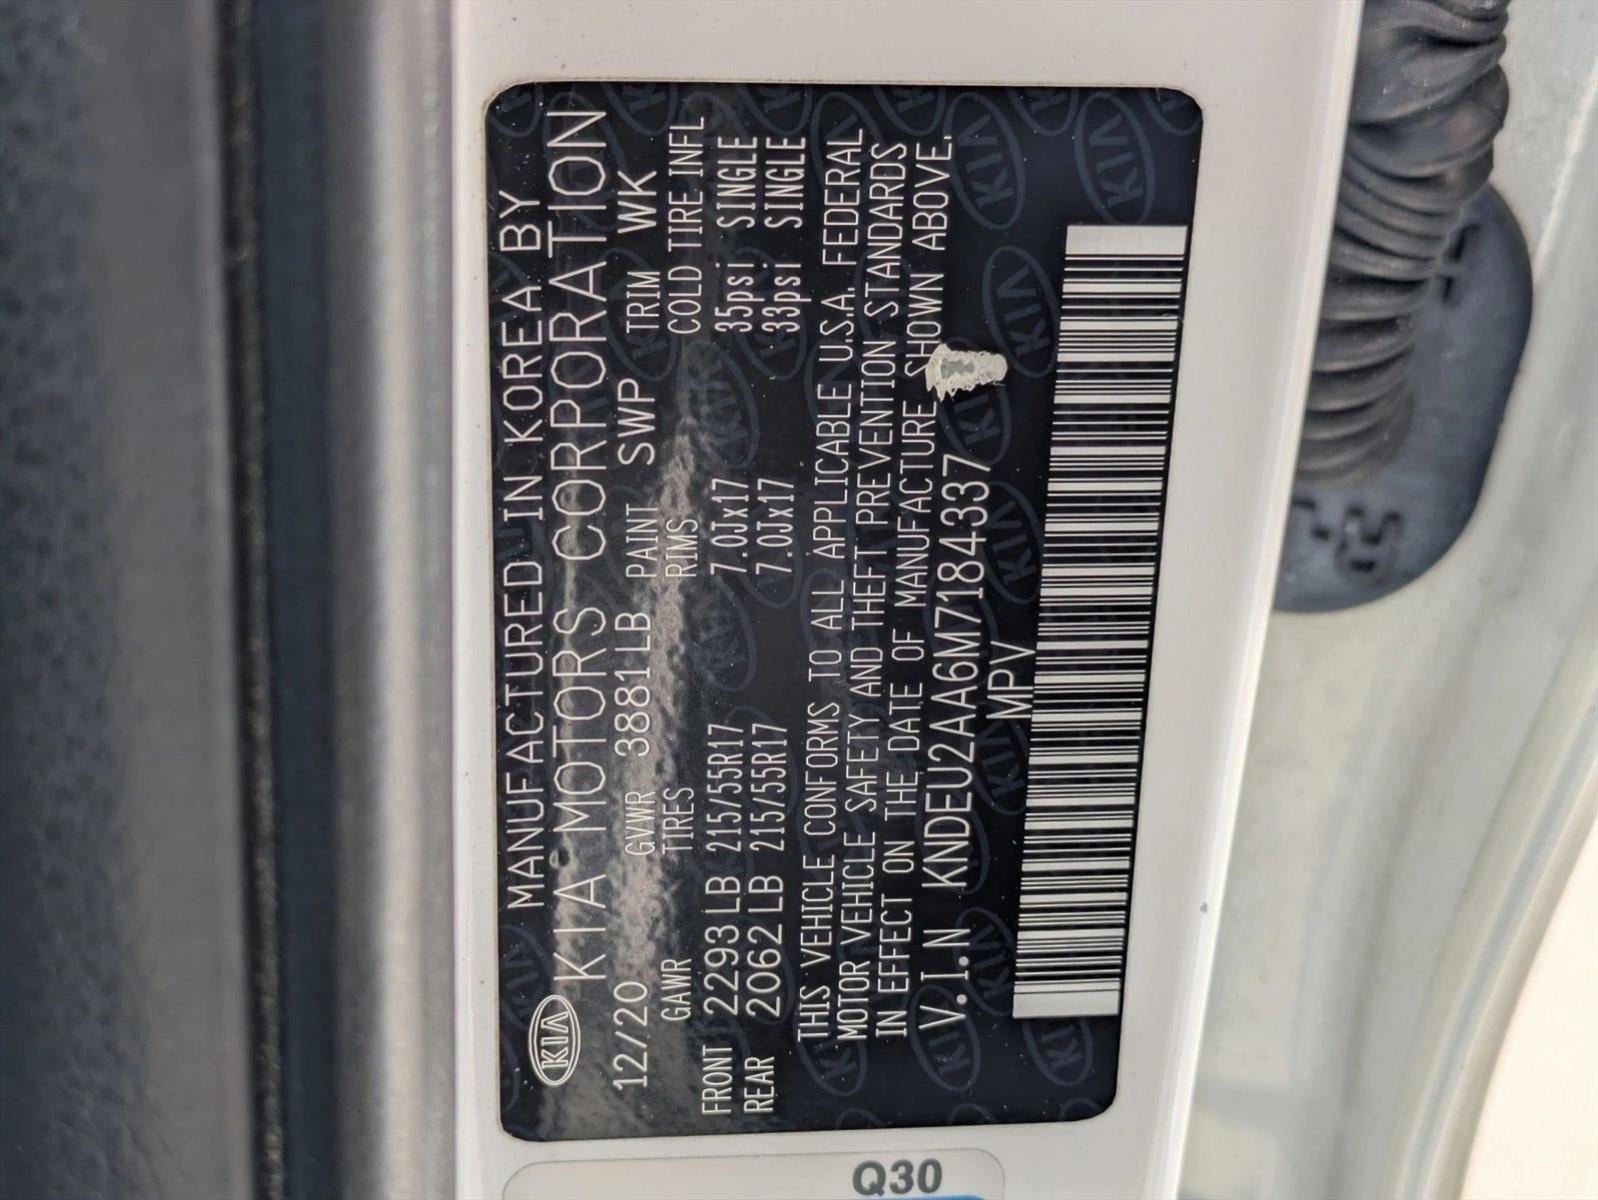 KIA
MANUFACTURED IN KOREA BY
KIA MOTORS CORPORATION
12/20 GVWR 3881LB PAINT SWP TRIM WK
GAWR TIRES RIMS COLD TIRE INFL
FRONT 2293LB 215/55R17 7.0Jx17 35psi SINGLE
REAR 2062LB 215/55R17 7.0Jx17 33psi SINGLE
THIS VEHICLE CONFORMS TO ALL APPLICABLE U.S.A. FEDERAL
MOTOR VEHICLE SAFETY AND THEFT PREVENTION STANDARDS
IN EFFECT ON THE DATE OF MANUFACTURE SHOWN ABOVE.
V.I.N KNDEU2AA6M7184337
MPV
Q30